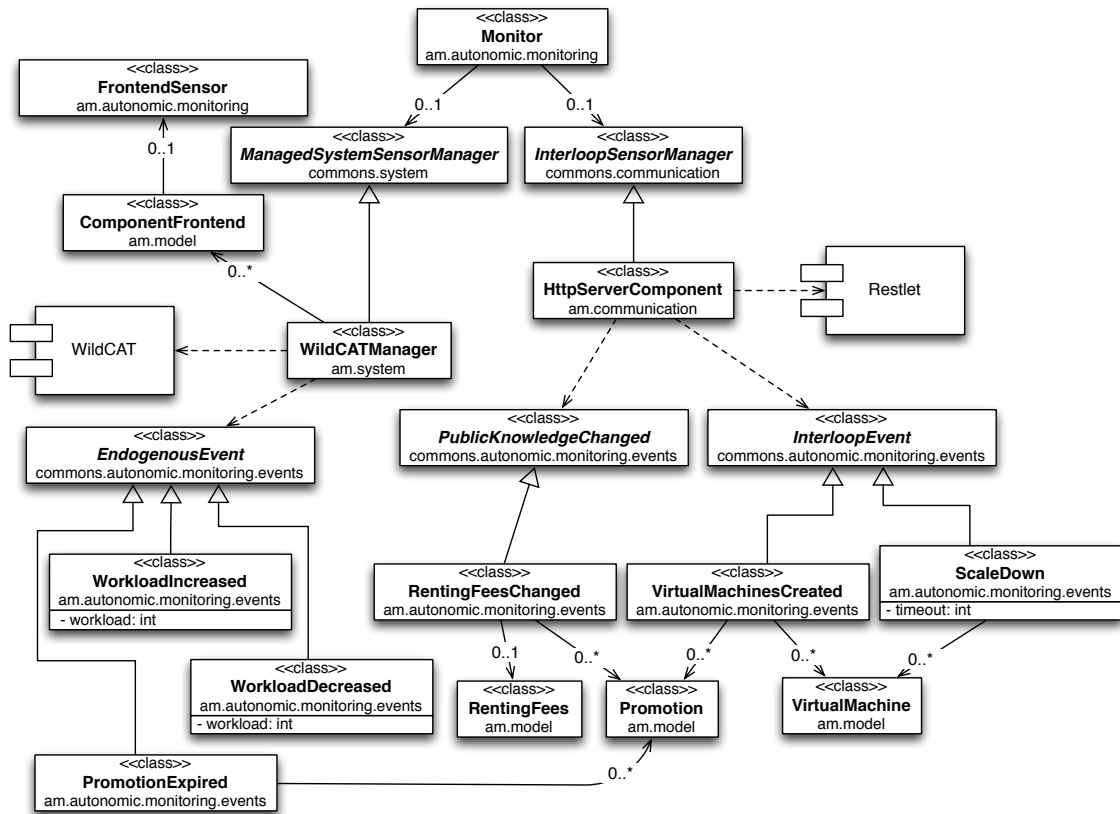 <<class>>
Monitor
am.autonomic.monitoring
<<class>>
FrontendSensor
am.autonomic.monitoring
0..1
0..1
0..1
<<class>>
ManagedSystemSensorManager
commons.system
<<class>>
InterloopSensorManager
commons.communication
<<class>>
ComponentFrontend
am.model
0..*
<<class>>
HttpServerComponent
am.communication
Restlet
WildCAT
<<class>>
WildCATManager
am.system
<<class>>
EndogenousEvent
commons.autonomic.monitoring.events
<<class>>
PublicKnowledgeChanged
commons.autonomic.monitoring.events
<<class>>
InterloopEvent
commons.autonomic.monitoring.events
<<class>>
WorkloadIncreased
am.autonomic.monitoring.events
- workload: int
<<class>>
RentingFeesChanged
am.autonomic.monitoring.events
<<class>>
VirtualMachinesCreated
am.autonomic.monitoring.events
<<class>>
ScaleDown
am.autonomic.monitoring.events
- timeout: int
0..1
0..*
0..*
0..*
0..*
<<class>>
WorkloadDecreased
am.autonomic.monitoring.events
- workload: int
<<class>>
RentingFees
am.model
<<class>>
Promotion
am.model
<<class>>
VirtualMachine
am.model
<<class>>
PromotionExpired
am.autonomic.monitoring.events
0..*